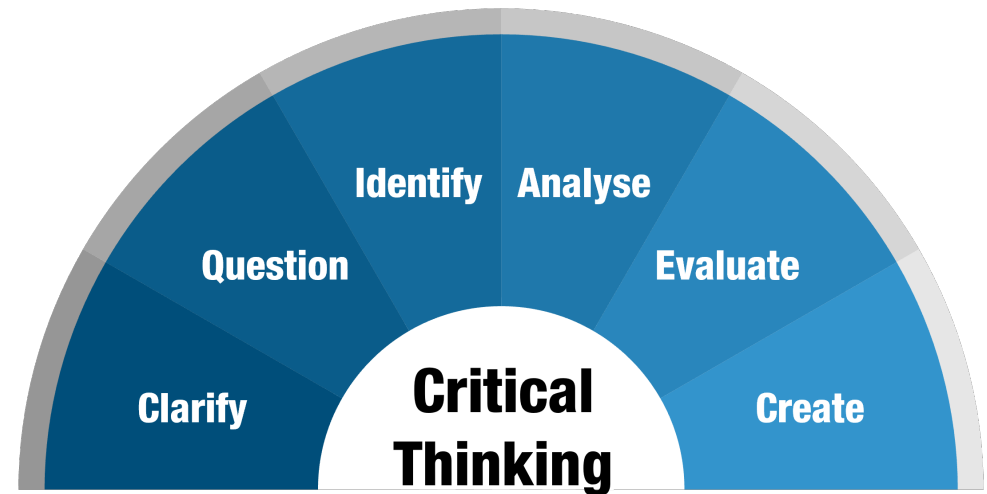 Identify
Analyse
Question
Evaluate
Clarify
Create
Critical
Thinking